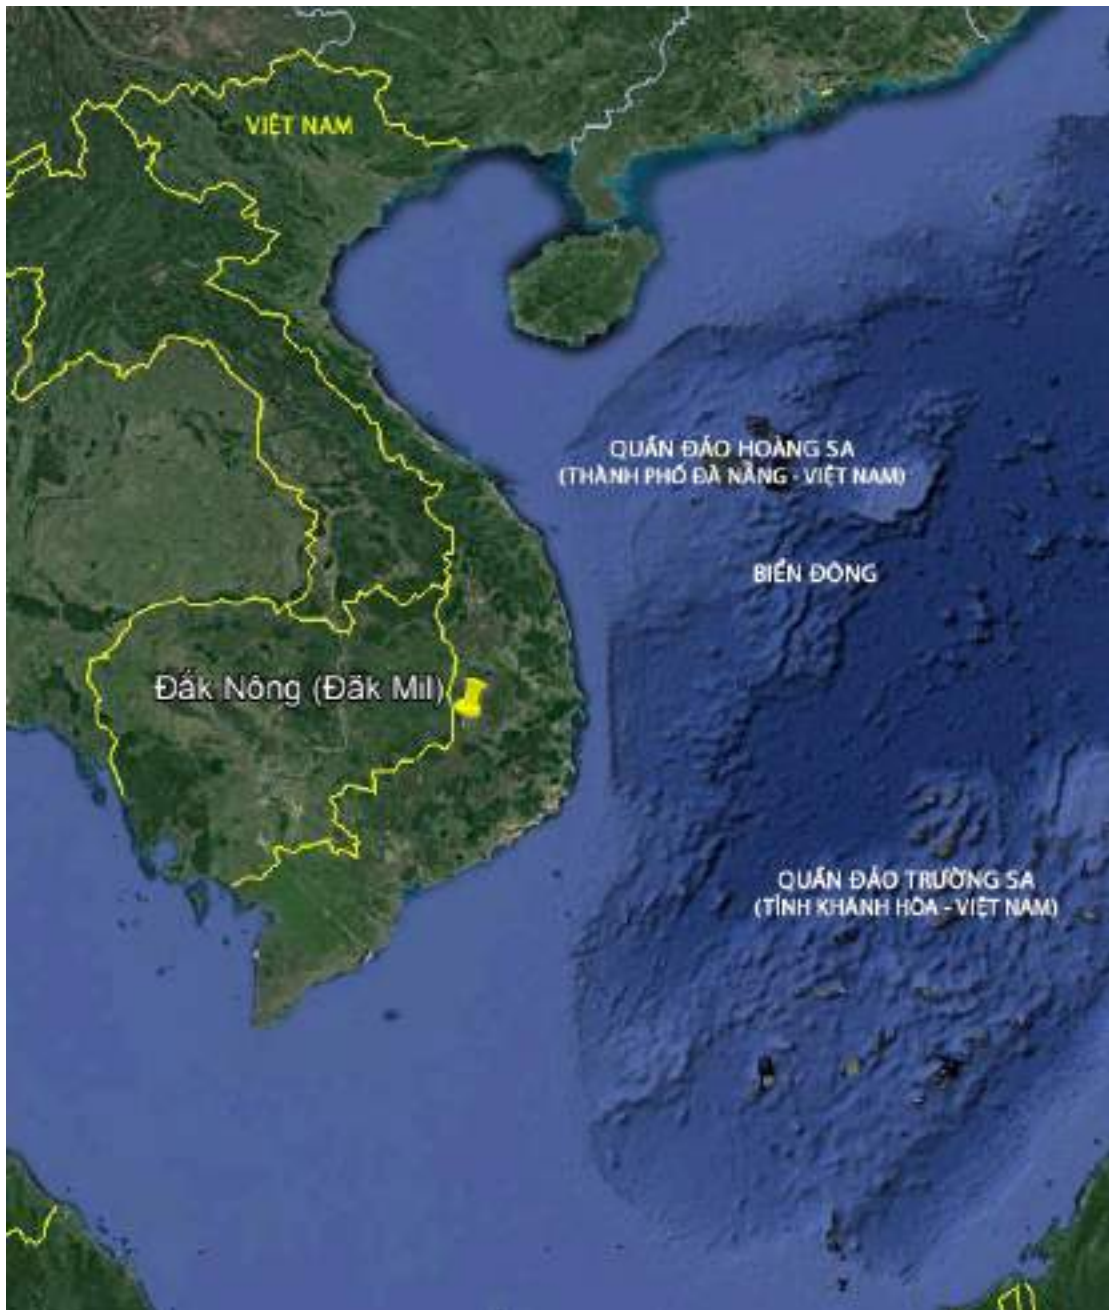 VIỆT NAM
QUẦN ĐẢO HOÀNG SA
(THÀNH PHỐ ĐÀ NẴNG - VIỆT NAM)
BIỂN ĐÔNG
Đắk Nông (Đăk Mil)
QUẦN ĐẢO TRƯỜNG SA
(TỈNH KHÁNH HÒA - VIỆT NAM)